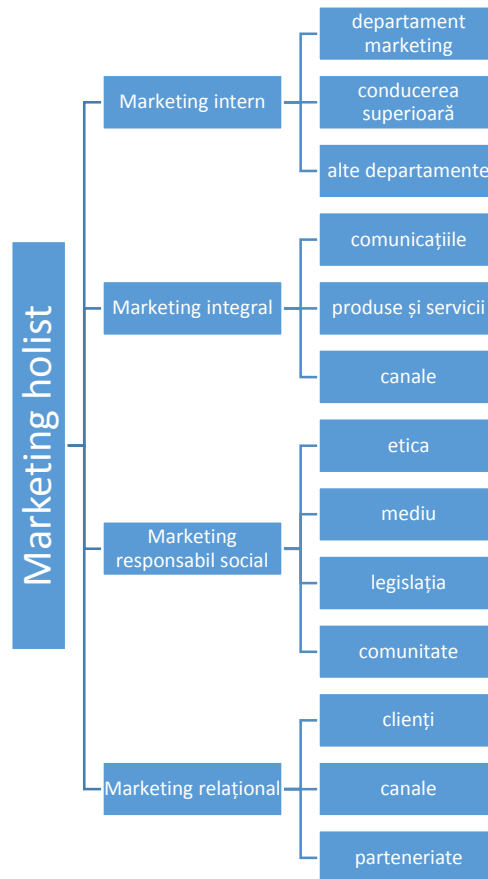 Marketing holist
Marketing intern
departament
marketing
conducerea
superioară
alte departamente
Marketing integral
comunicațiile
produse și servicii
canale
Marketing
responsabil social
etica
mediu
legislația
comunitate
Marketing relațional
clienți
canale
parteneriate